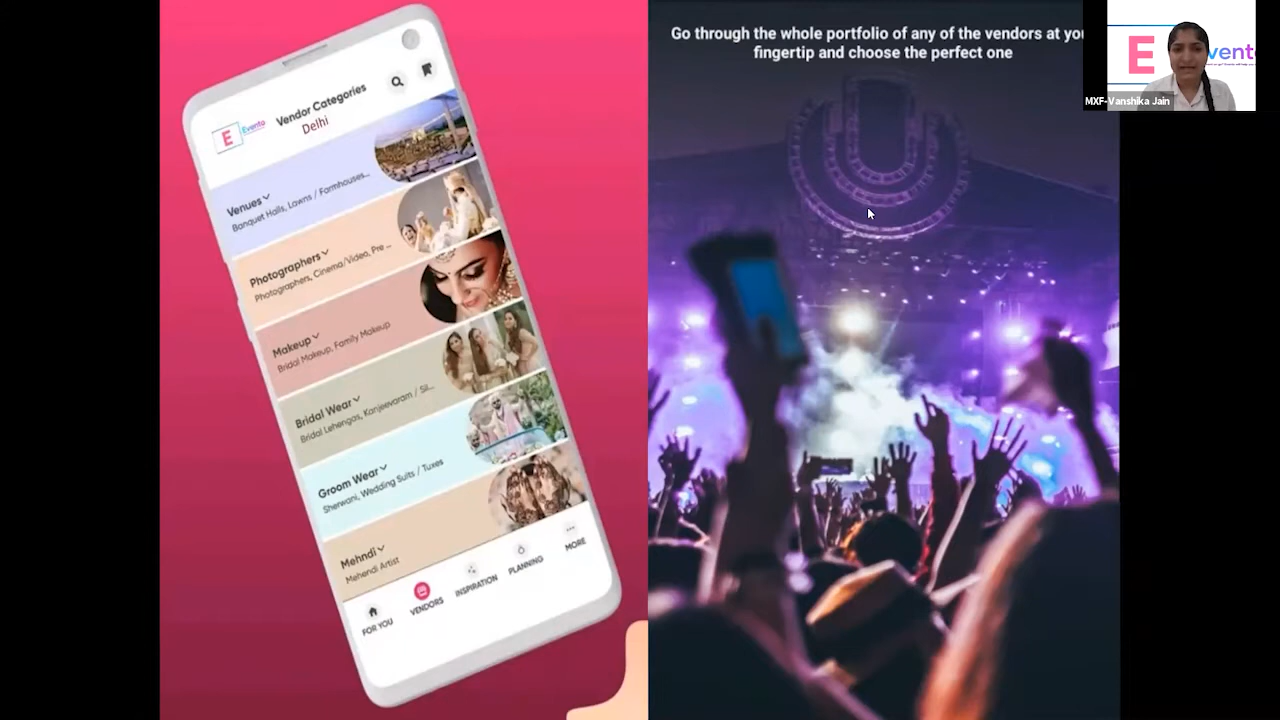 Vendor Categories
Delhi
E
Evento
Venues
Banquet Halls, Lawns / Farmhouses...
Photographers
Photographers, Cinema/Video, Pre ...
Makeup
Bridal Makeup, Family Makeup
Bridal Wear
Bridal Lehengas, Kanjeevaram / Sil...
Groom Wear
Sherwani, Wedding Suits / Tuxes
Mehndi
Mehendi Artist
FOR YOU
VENDORS
INSPIRATION
PLANNING
MORE
Go through the whole portfolio of any of the vendors at you
fingertip and choose the perfect one
E
vento
MXF-Vanshika Jain